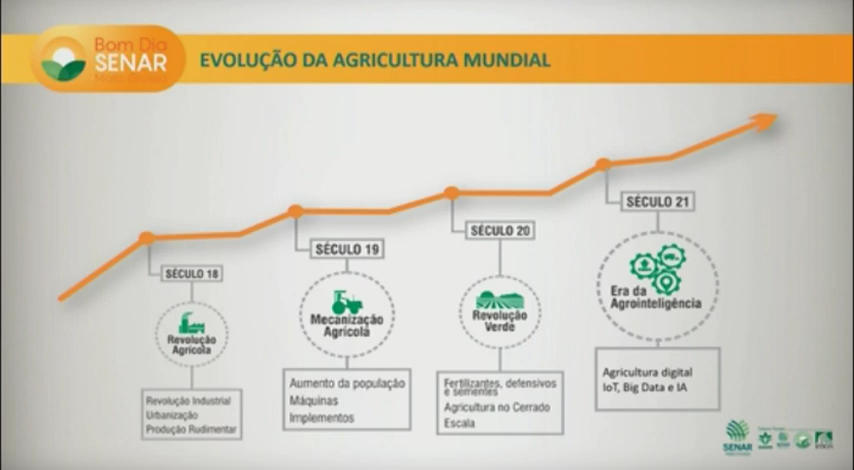 Bom Dia
SENAR
EVOLUÇÃO DA AGRICULTURA MUNDIAL
SÉCULO 18
Revolução
Agrícola
Revolução Industrial
Urbanização
Produção Rudimentar
SÉCULO 19
Mecanização
Agrícola
Aumento da população
Máquinas
Implementos
SÉCULO 20
Revolução
Verde
Fertilizantes, defensivos
e sementes
Agricultura no Cerrado
Escala
SÉCULO 21
Era da
Agrointeligência
Agricultura digital
IoT, Big Data e IA
SENAR